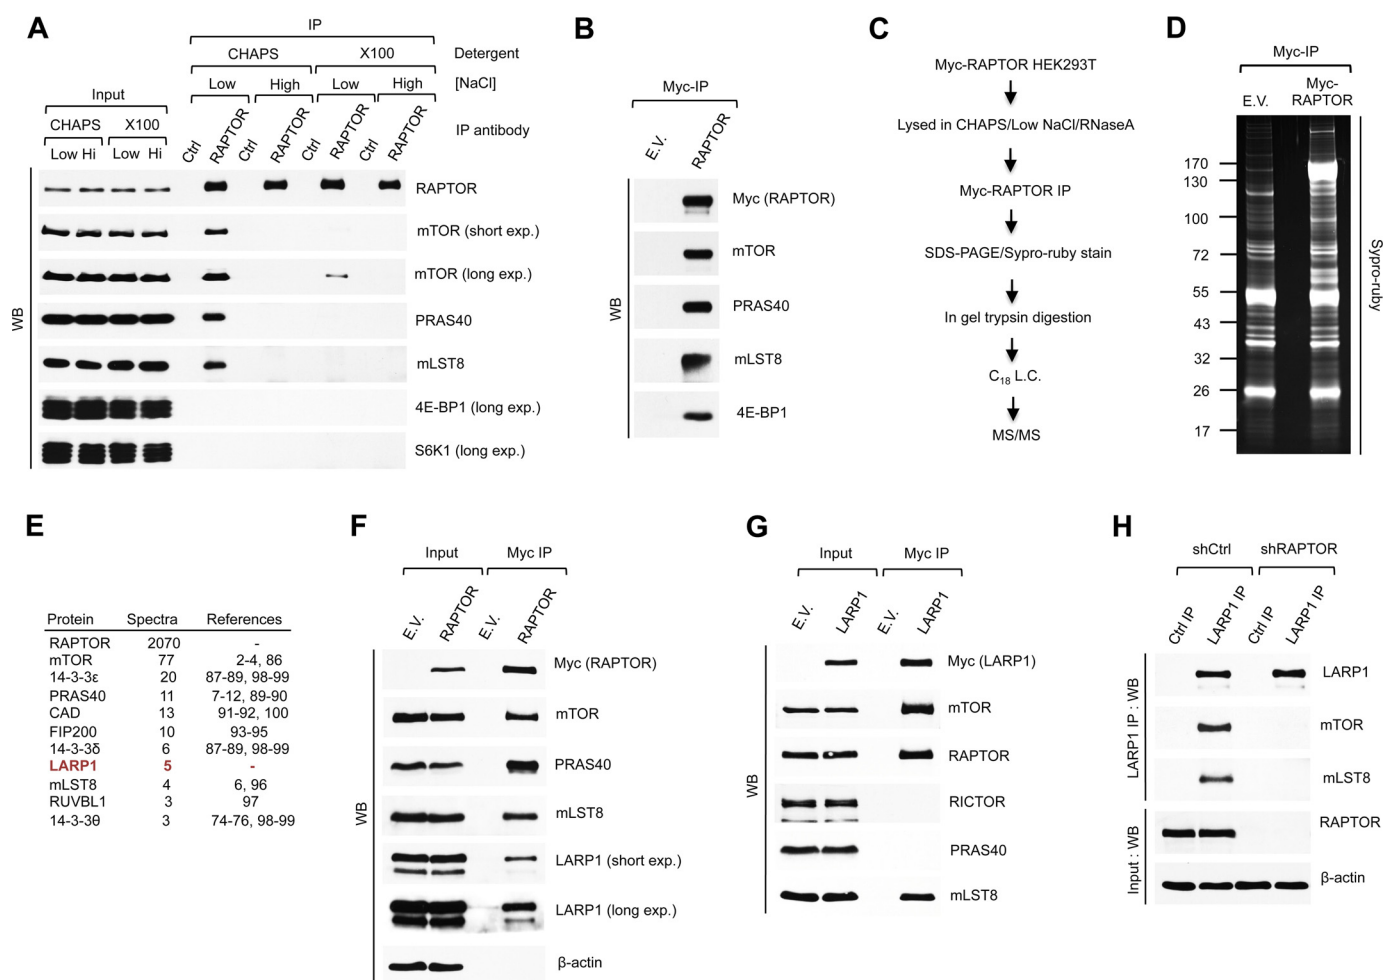 A
IP
CHAPS X100 Detergent
Low High Low High [NaCl]
Input
CHAPS X100
Low Hi Low Hi
Ctrl RAPTOR Ctrl RAPTOR Ctrl RAPTOR Ctrl RAPTOR IP antibody
WB
RAPTOR
mTOR (short exp.)
mTOR (long exp.)
PRAS40
mLST8
4E-BP1 (long exp.)
S6K1 (long exp.)
B
Myc-IP
E.V. RAPTOR
WB
Myc (RAPTOR)
mTOR
PRAS40
mLST8
4E-BP1
C
Myc-RAPTOR HEK293T
Lysed in CHAPS/Low NaCl/RNaseA
Myc-RAPTOR IP
SDS-PAGE/Sypro-ruby stain
In gel trypsin digestion
C18 L.C.
MS/MS
D
Myc-IP
E.V. Myc-
RAPTOR
170
130
100
72
55
43
32
26
17
Sypro-ruby
E
Protein Spectra References
RAPTOR 2070 -
mTOR 77 2-4, 86
14-3-3ε 20 87-89, 98-99
PRAS40 11 7-12, 89-90
CAD 13 91-92, 100
FIP200 10 93-95
14-3-3δ 6 87-89, 98-99
LARP1 5 -
mLST8 4 6, 96
RUVBL1 3 97
14-3-3θ 3 74-76, 98-99
F
Input Myc IP
E.V. RAPTOR E.V. RAPTOR
WB
Myc (RAPTOR)
mTOR
PRAS40
mLST8
LARP1 (short exp.)
LARP1 (long exp.)
β-actin
G
Input Myc IP
E.V. LARP1 E.V. LARP1
WB
Myc (LARP1)
mTOR
RAPTOR
RICTOR
PRAS40
mLST8
H
shCtrl shRAPTOR
Ctrl IP LARP1 IP Ctrl IP LARP1 IP
LARP1 IP : WB
LARP1
mTOR
mLST8
Input : WB
RAPTOR
β-actin